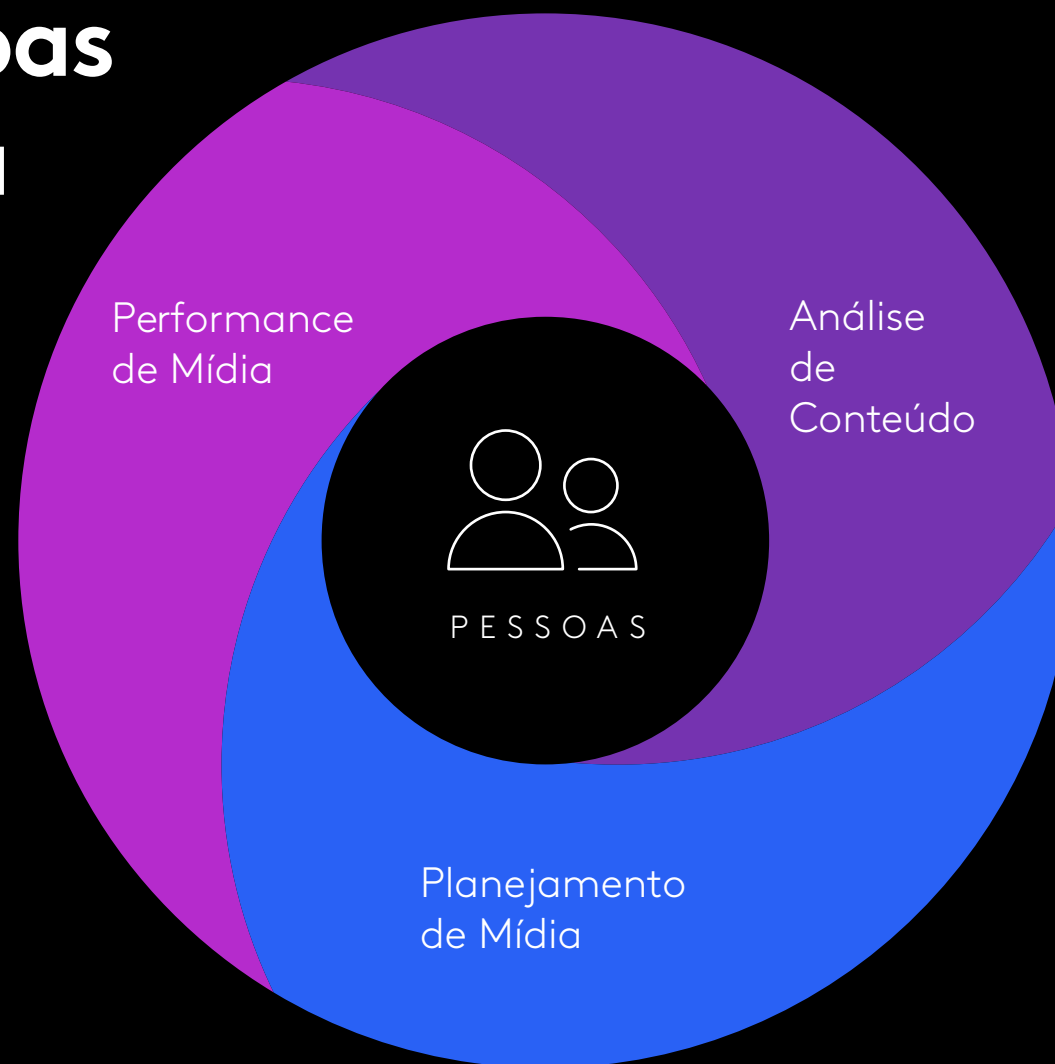 Performance
de Mídia
Análise
de
Conteúdo
PESSOAS
Planejamento
de Mídia